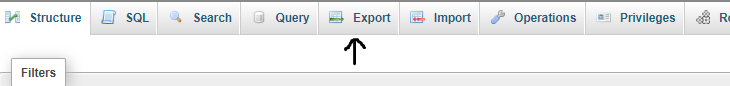 Structure SQL Search Query Export Import Operations Privileges
Filters